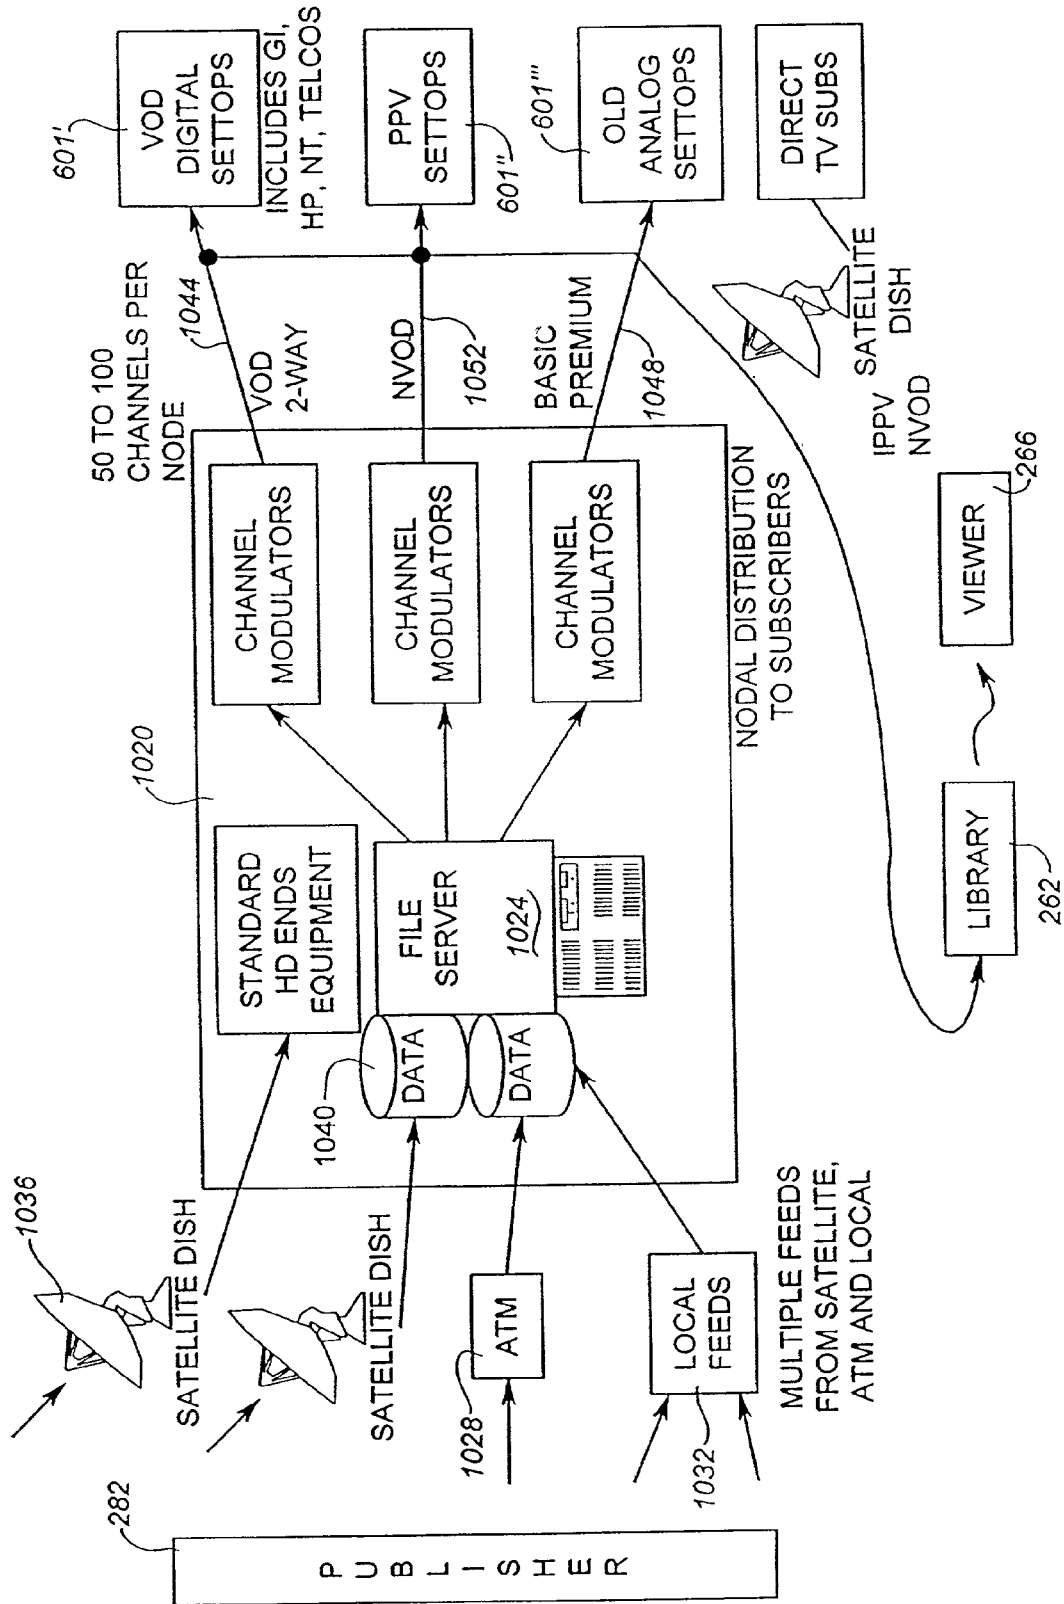 282
P U B L I S H E R
1036
SATELLITE DISH
SATELLITE DISH
1028
ATM
1032
LOCAL
FEEDS
MULTIPLE FEEDS
FROM SATELLITE,
ATM AND LOCAL
1020
STANDARD
HD ENDS
EQUIPMENT
1040
DATA
DATA
FILE
SERVER
1024
CHANNEL
MODULATORS
CHANNEL
MODULATORS
CHANNEL
MODULATORS
NODAL DISTRIBUTION
TO SUBSCRIBERS
50 TO 100
CHANNELS PER
NODE
1044
VOD
2-WAY
NVOD
1052
BASIC
PREMIUM
1048
601'
VOD
DIGITAL
SETTOPS
INCLUDES GI,
HP, NT, TELCOS
PPV
SETTOPS
601"
601'''
OLD
ANALOG
SETTOPS
DIRECT
TV SUBS
SATELLITE
DISH
IPPV
NVOD
LIBRARY
262
VIEWER
266